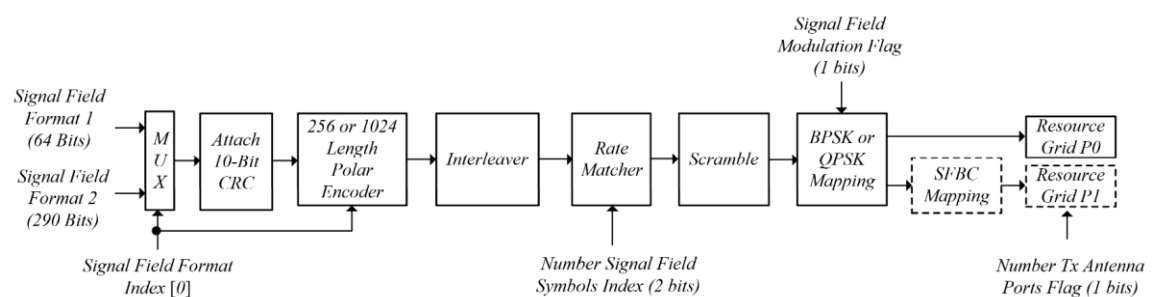 Signal Field
Modulation Flag
(1 bits)
Signal Field
Format 1
(64 Bits)
Signal Field
Format 2
(290 Bits)
M
U
X
Attach
10-Bit
CRC
256 or 1024
Length
Polar
Encoder
Interleaver
Rate
Matcher
Scramble
BPSK or
QPSK
Mapping
SFBC
Mapping
Resource
Grid P0
Resource
Grid P1
Signal Field Format
Index [0]
Number Signal Field
Symbols Index (2 bits)
Number Tx Antenna
Ports Flag (1 bits)